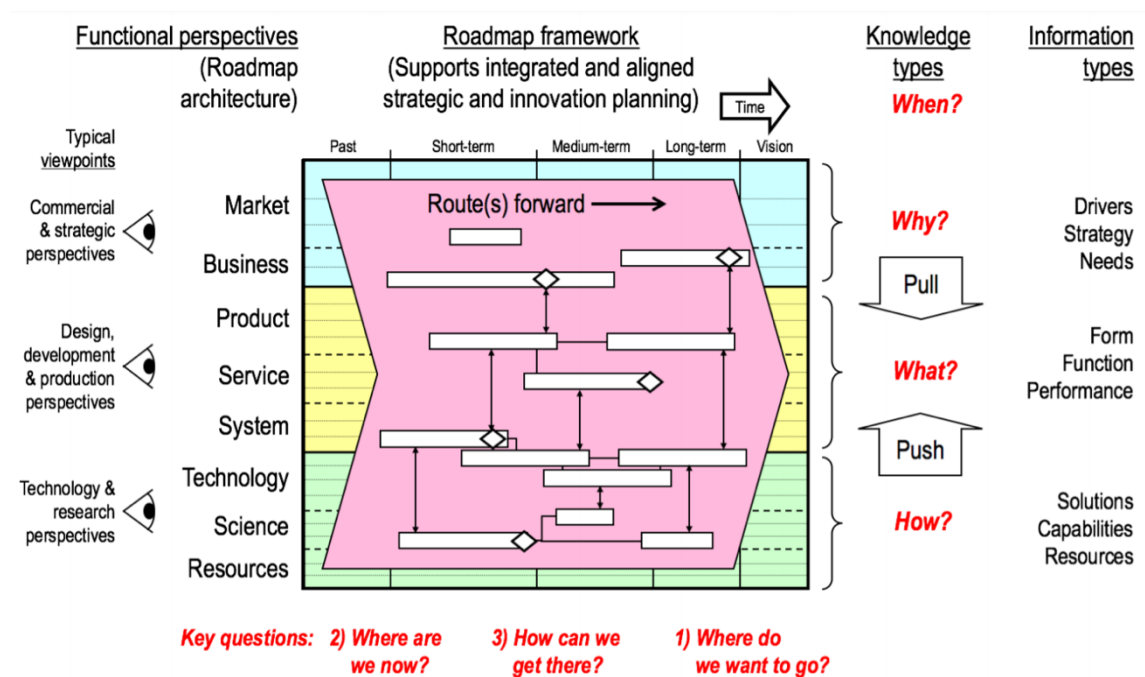 Functional perspectives
(Roadmap
architecture)
Roadmap framework
(Supports integrated and aligned
strategic and innovation planning)
Time
Knowledge
types
When?
Information
types
Typical
viewpoints
Past
Short-term
Medium-term
Long-term
Vision
Commercial
& strategic
perspectives
Market
Business
Route(s) forward
Why?
Drivers
Strategy
Needs
Pull
Design,
development
& production
perspectives
Product
Service
System
What?
Form
Function
Performance
Push
Technology &
research
perspectives
Technology
Science
Resources
How?
Solutions
Capabilities
Resources
Key questions:
2) Where are
we now?
3) How can we
get there?
1) Where do
we want to go?